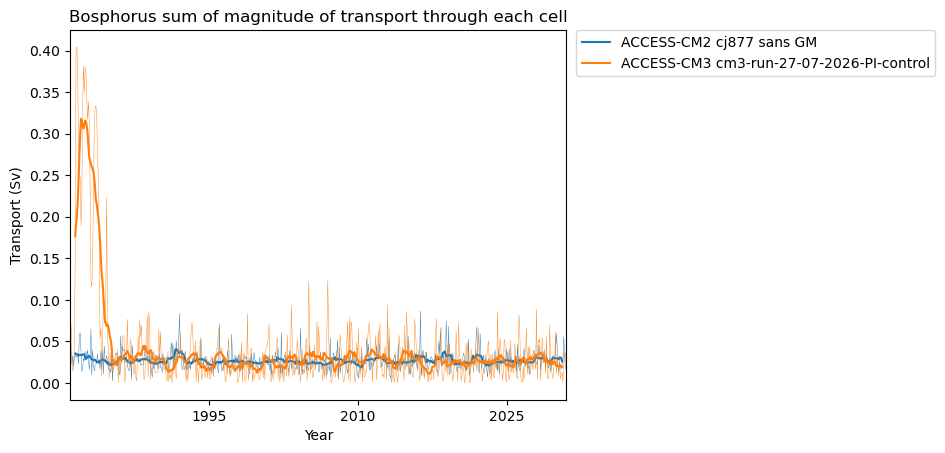 Bosphorus sum of magnitude of transport through each cell
ACCESS-CM2 cj877 sans GM
ACCESS-CM3 cm3-run-27-07-2026-PI-control
0.40
0.35
0.30
0.25
0.20
0.15
0.10
0.05
0.00
Transport (Sv)
1995
2010
2025
Year